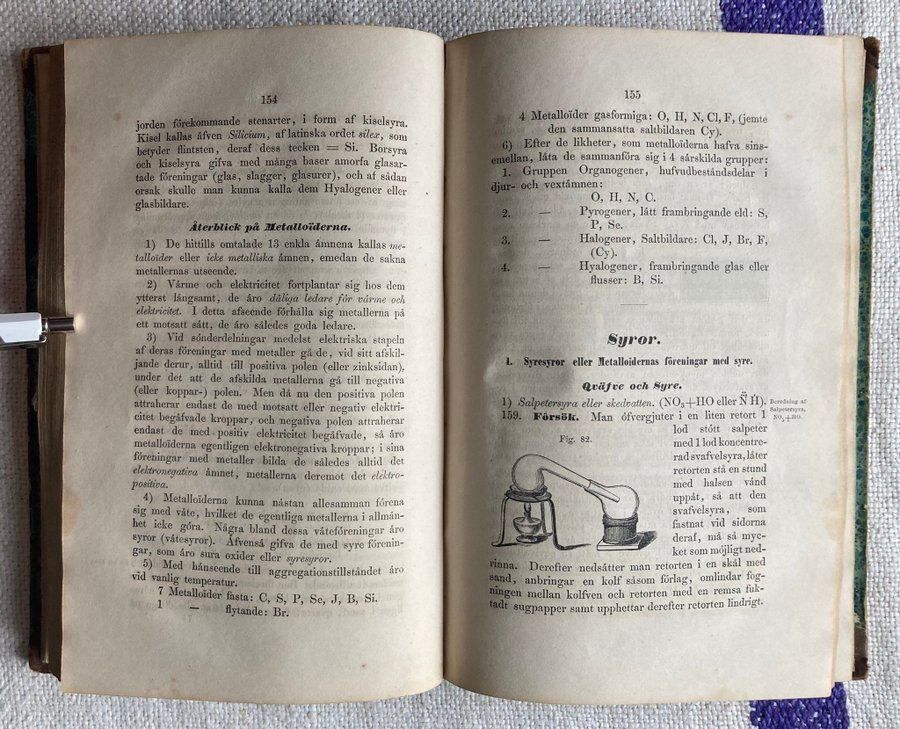 154
jorden förekommande stenarter, i form af kiselsyra.
Kisel kallas äfven Silicium, af latinska ordet silex, som
betyder flintsten, deraf dess tecken = Si. Borsyra
och kiselsyra gifva med många baser amorfa glasar-
tade föreningar (glas, slagger, glasurer), och af sådan
orsak skulle man kunna kalla dem Hyalogener eller
glasbildare.
Återblick på Metalloïderna.
1) De hittills omtalade 13 enkla ämnena kallas me-
talloïder eller icke metalliska ämnen, emedan de sakna
metallernas utseende.
2) Värme och elektricitet fortplantar sig hos dem
ytterst långsamt, de äro dåliga ledare för värme och
elektricitet. I detta afseende förhålla sig metallerna på
ett motsatt sätt, de äro således goda ledare.
3) Vid sönderdelningar medelst elektriska stapeln
af deras föreningar med metaller gå de, vid sitt afskil-
jande derur, alltid till positiva polen (eller zinksidan),
under det att de afskilda metallerna gå till negativa
(eller koppar-) polen. Men då nu den positiva polen
attraherar endast de med motsatt eller negativ elektri-
citet begåfvade kroppar, och negativa polen attraherar
endast de med positiv elektricitet begåfvade, så äro
metalloïderna egentligen elektronegativa kroppar; i sina
föreningar med metaller bilda de således alltid det
elektronegativa ämnet, metallerna deremot det elektro-
positiva.
4) Metalloïderna kunna nästan allesamman förena
sig med väte, hvilket de egentliga metallerna i allmän-
het icke göra. Några bland dessa väteföreningar äro
syror (vätesyror). Äfvenså gifva de med syre förenin-
gar, som äro sura oxider eller syresyror.
5) Med hänseende till aggregationstillståndet äro
vid vanlig temperatur.
7 Metalloïder fasta: C, S, P, Se, J, B, Si.
1 — flytande: Br.
155
4 Metalloïder gasformiga: O, H, N, Cl, F, (jemte
den sammansatta saltbildaren Cy).
6) Efter de likheter, som metalloïderna hafva sins-
emellan, låta de sammanföra sig i 4 särskilda grupper:
1. Gruppen Organogener, hufvudbeståndsdelar i
djur- och vextämnen:
O, H, N, C.
2. — Pyrogener, lätt frambringande eld: S,
P, Se.
3. — Halogener, Saltbildare: Cl, J, Br, F,
(Cy).
4. — Hyalogener, frambringande glas eller
flusser: B, Si.
Syror.
I. Syresyror eller Metalloïdernas föreningar med syre.
Qväfve och Syre.
1) Salpetersyra eller skedvatten. (NO₅+HO eller N̈ Ḣ).
Beredning af
Salpetersyra,
NO₅+HO.
159. Försök. Man öfvergjuter i en liten retort 1
lod stött salpeter
med 1 lod koncentre-
rad svafvelsyra, låter
retorten stå en stund
med halsen vänd
uppåt, så att den
svafvelsyra, som
fastnat vid sidorna
deraf, må så myc-
ket som möjligt ned-
Fig. 82.
rinna. Derefter nedsätter man retorten i en skål med
sand, anbringar en kolf såsom förlag, omlindar fog-
ningen mellan kolfven och retorten med en remsa fuk-
tadt sugpapper samt upphettar derefter retorten lindrigt.